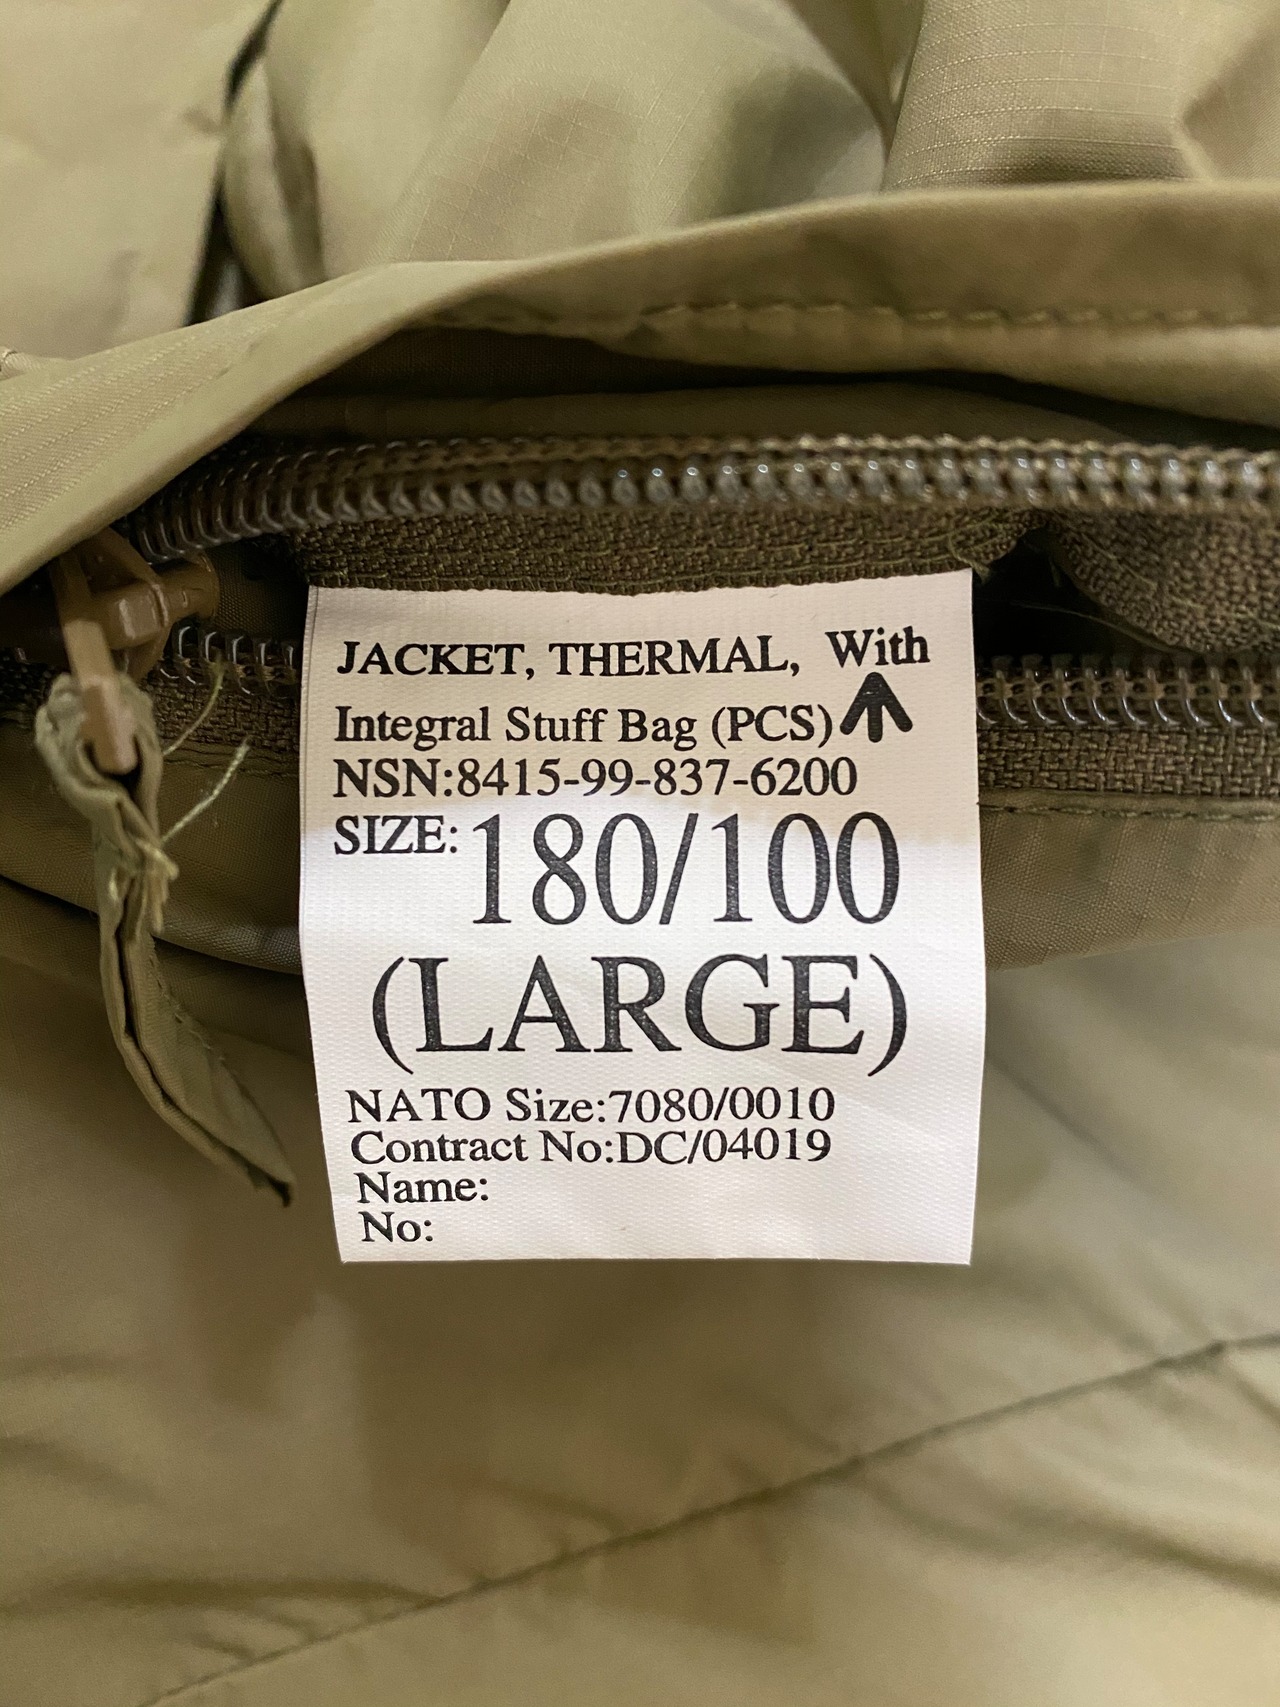 JACKET, THERMAL, With
Integral Stuff Bag (PCS)
NSN:8415-99-837-6200
SIZE: 180/100
(LARGE)
NATO Size:7080/0010
Contract No:DC/04019
Name:
No: